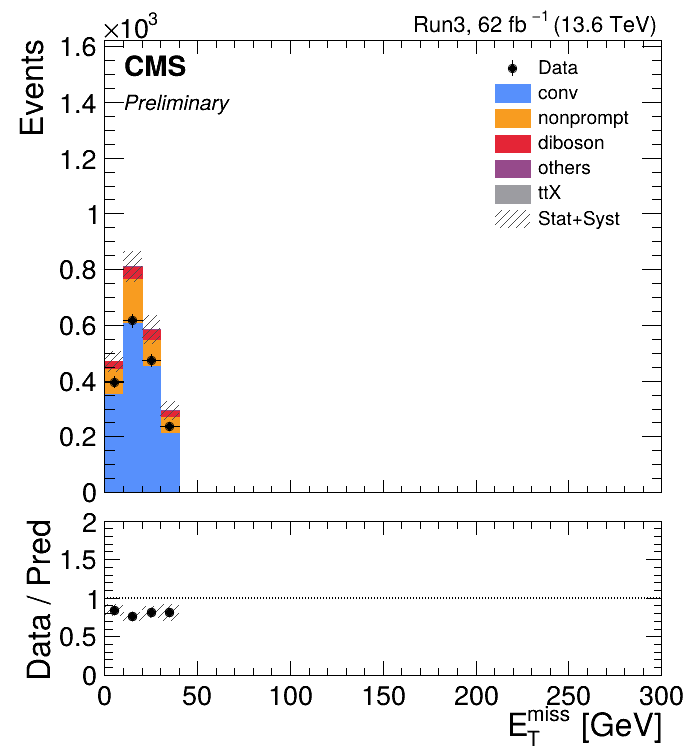 ×10³
Run3, 62 fb⁻¹ (13.6 TeV)
CMS
Preliminary
Data
conv
nonprompt
diboson
others
ttX
Stat+Syst
Events
1.6
1.4
1.2
1
0.8
0.6
0.4
0.2
0
Data / Pred
2
1.5
1
0.5
0
0 50 100 150 200 250 300
E_T^miss [GeV]